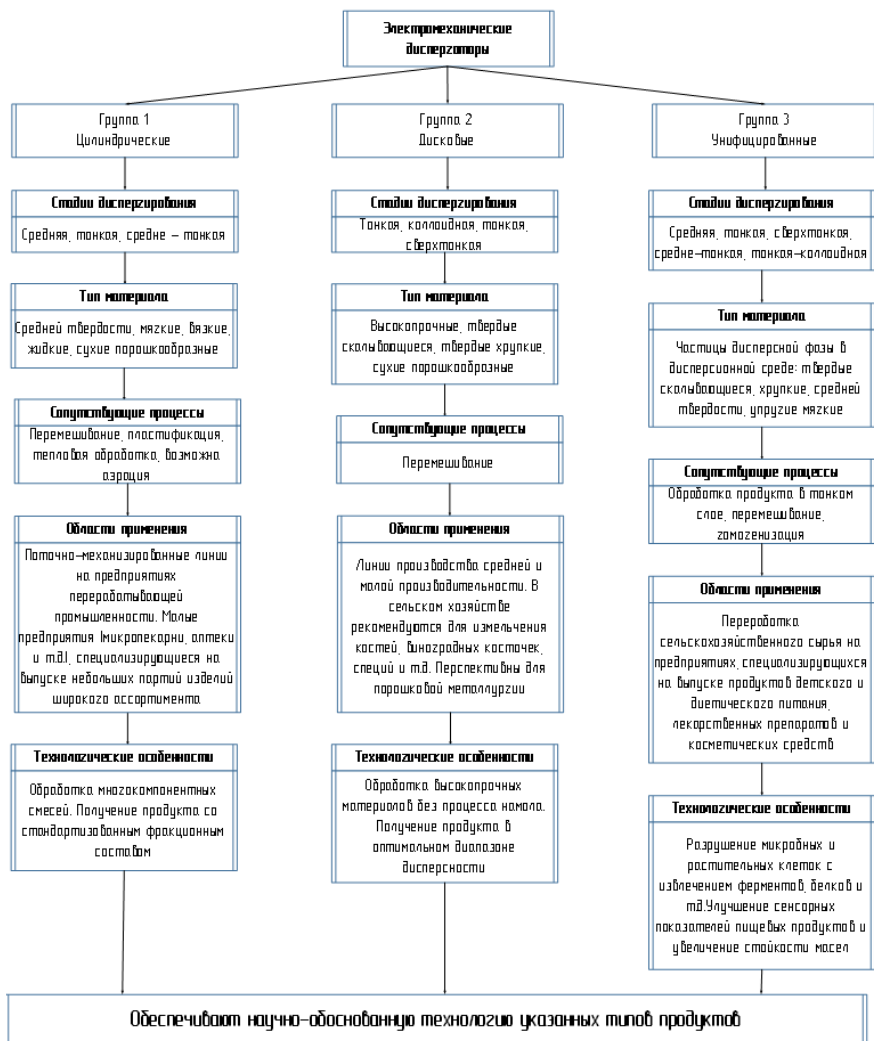 Электромеханические
диспергаторы
Группа 1
Цилиндрические
Стадии диспергирования
Средняя, тонкая, средне – тонкая
Тип материала
Средней твердости, мягкие, вязкие,
жидкие, сухие порошкообразные
Сопутствующие процессы
Перемешивание, пластификация,
тепловая обработка, возможна
аэрация
Области применения
Поточно-механизированные линии
на предприятиях
перерабатывающей
промышленности. Малые
предприятия (микропекарни, аптеки
и т.д.), специализирующиеся на
выпуске небольших партий изделий
широкого ассортимента
Технологические особенности
Обработка многокомпонентных
смесей. Получение продукта со
стандартизованным фракционным
составом
Группа 2
Дисковые
Стадии диспергирования
Тонкая, коллоидная, тонкая,
сверхтонкая
Тип материала
Высокопрочные, твердые
скалывающиеся, твердые хрупкие,
сухие порошкообразные
Сопутствующие процессы
Перемешивание
Области применения
Линии производства средней и
малой производительности. В
сельском хозяйстве
рекомендуются для измельчения
костей, виноградных косточек,
специй и т.д. Перспективны для
порошковой металлургии
Технологические особенности
Обработка высокопрочных
материалов без процесса намола.
Получение продукта в
оптимальном диапазоне
дисперсности
Группа 3
Унифицированные
Стадии диспергирования
Средняя, тонкая, сверхтонкая,
средне-тонкая, тонкая-коллоидная
Тип материала
Частицы дисперсной фазы в
дисперсионной среде: твердые
скалывающиеся, хрупкие, средней
твердости, упругие мягкие
Сопутствующие процессы
Обработка продукта в тонком
слое, перемешивание,
гомогенизация
Области применения
Переработка
сельскохозяйственного сырья на
предприятиях, специализирующихся
на выпуске продуктов детского и
диетического питания,
лекарственных препаратов и
косметических средств
Технологические особенности
Разрушение микробных и
растительных клеток с
извлечением ферментов, белков и
т.д.Улучшение сенсорных
показателей пищевых продуктов и
увеличение стойкости масел
Обеспечивают научно-обоснованную технологию указанных типов продуктов